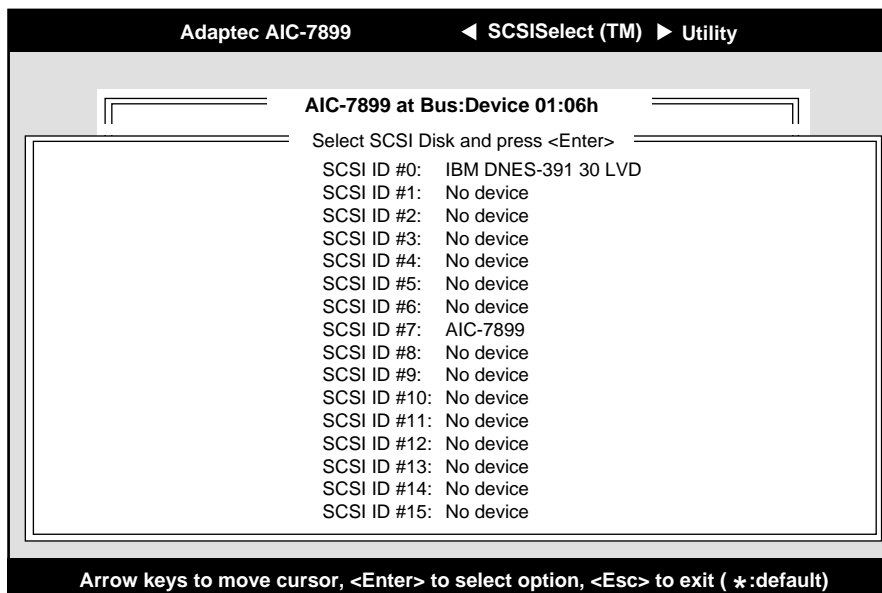 Adaptec AIC-7899 ◀ SCSISelect (TM) ▶ Utility
AIC-7899 at Bus:Device 01:06h
Select SCSI Disk and press <Enter>
SCSI ID #0: IBM DNES-391 30 LVD
SCSI ID #1: No device
SCSI ID #2: No device
SCSI ID #3: No device
SCSI ID #4: No device
SCSI ID #5: No device
SCSI ID #6: No device
SCSI ID #7: AIC-7899
SCSI ID #8: No device
SCSI ID #9: No device
SCSI ID #10: No device
SCSI ID #11: No device
SCSI ID #12: No device
SCSI ID #13: No device
SCSI ID #14: No device
SCSI ID #15: No device
Arrow keys to move cursor, <Enter> to select option, <Esc> to exit ( *:default)